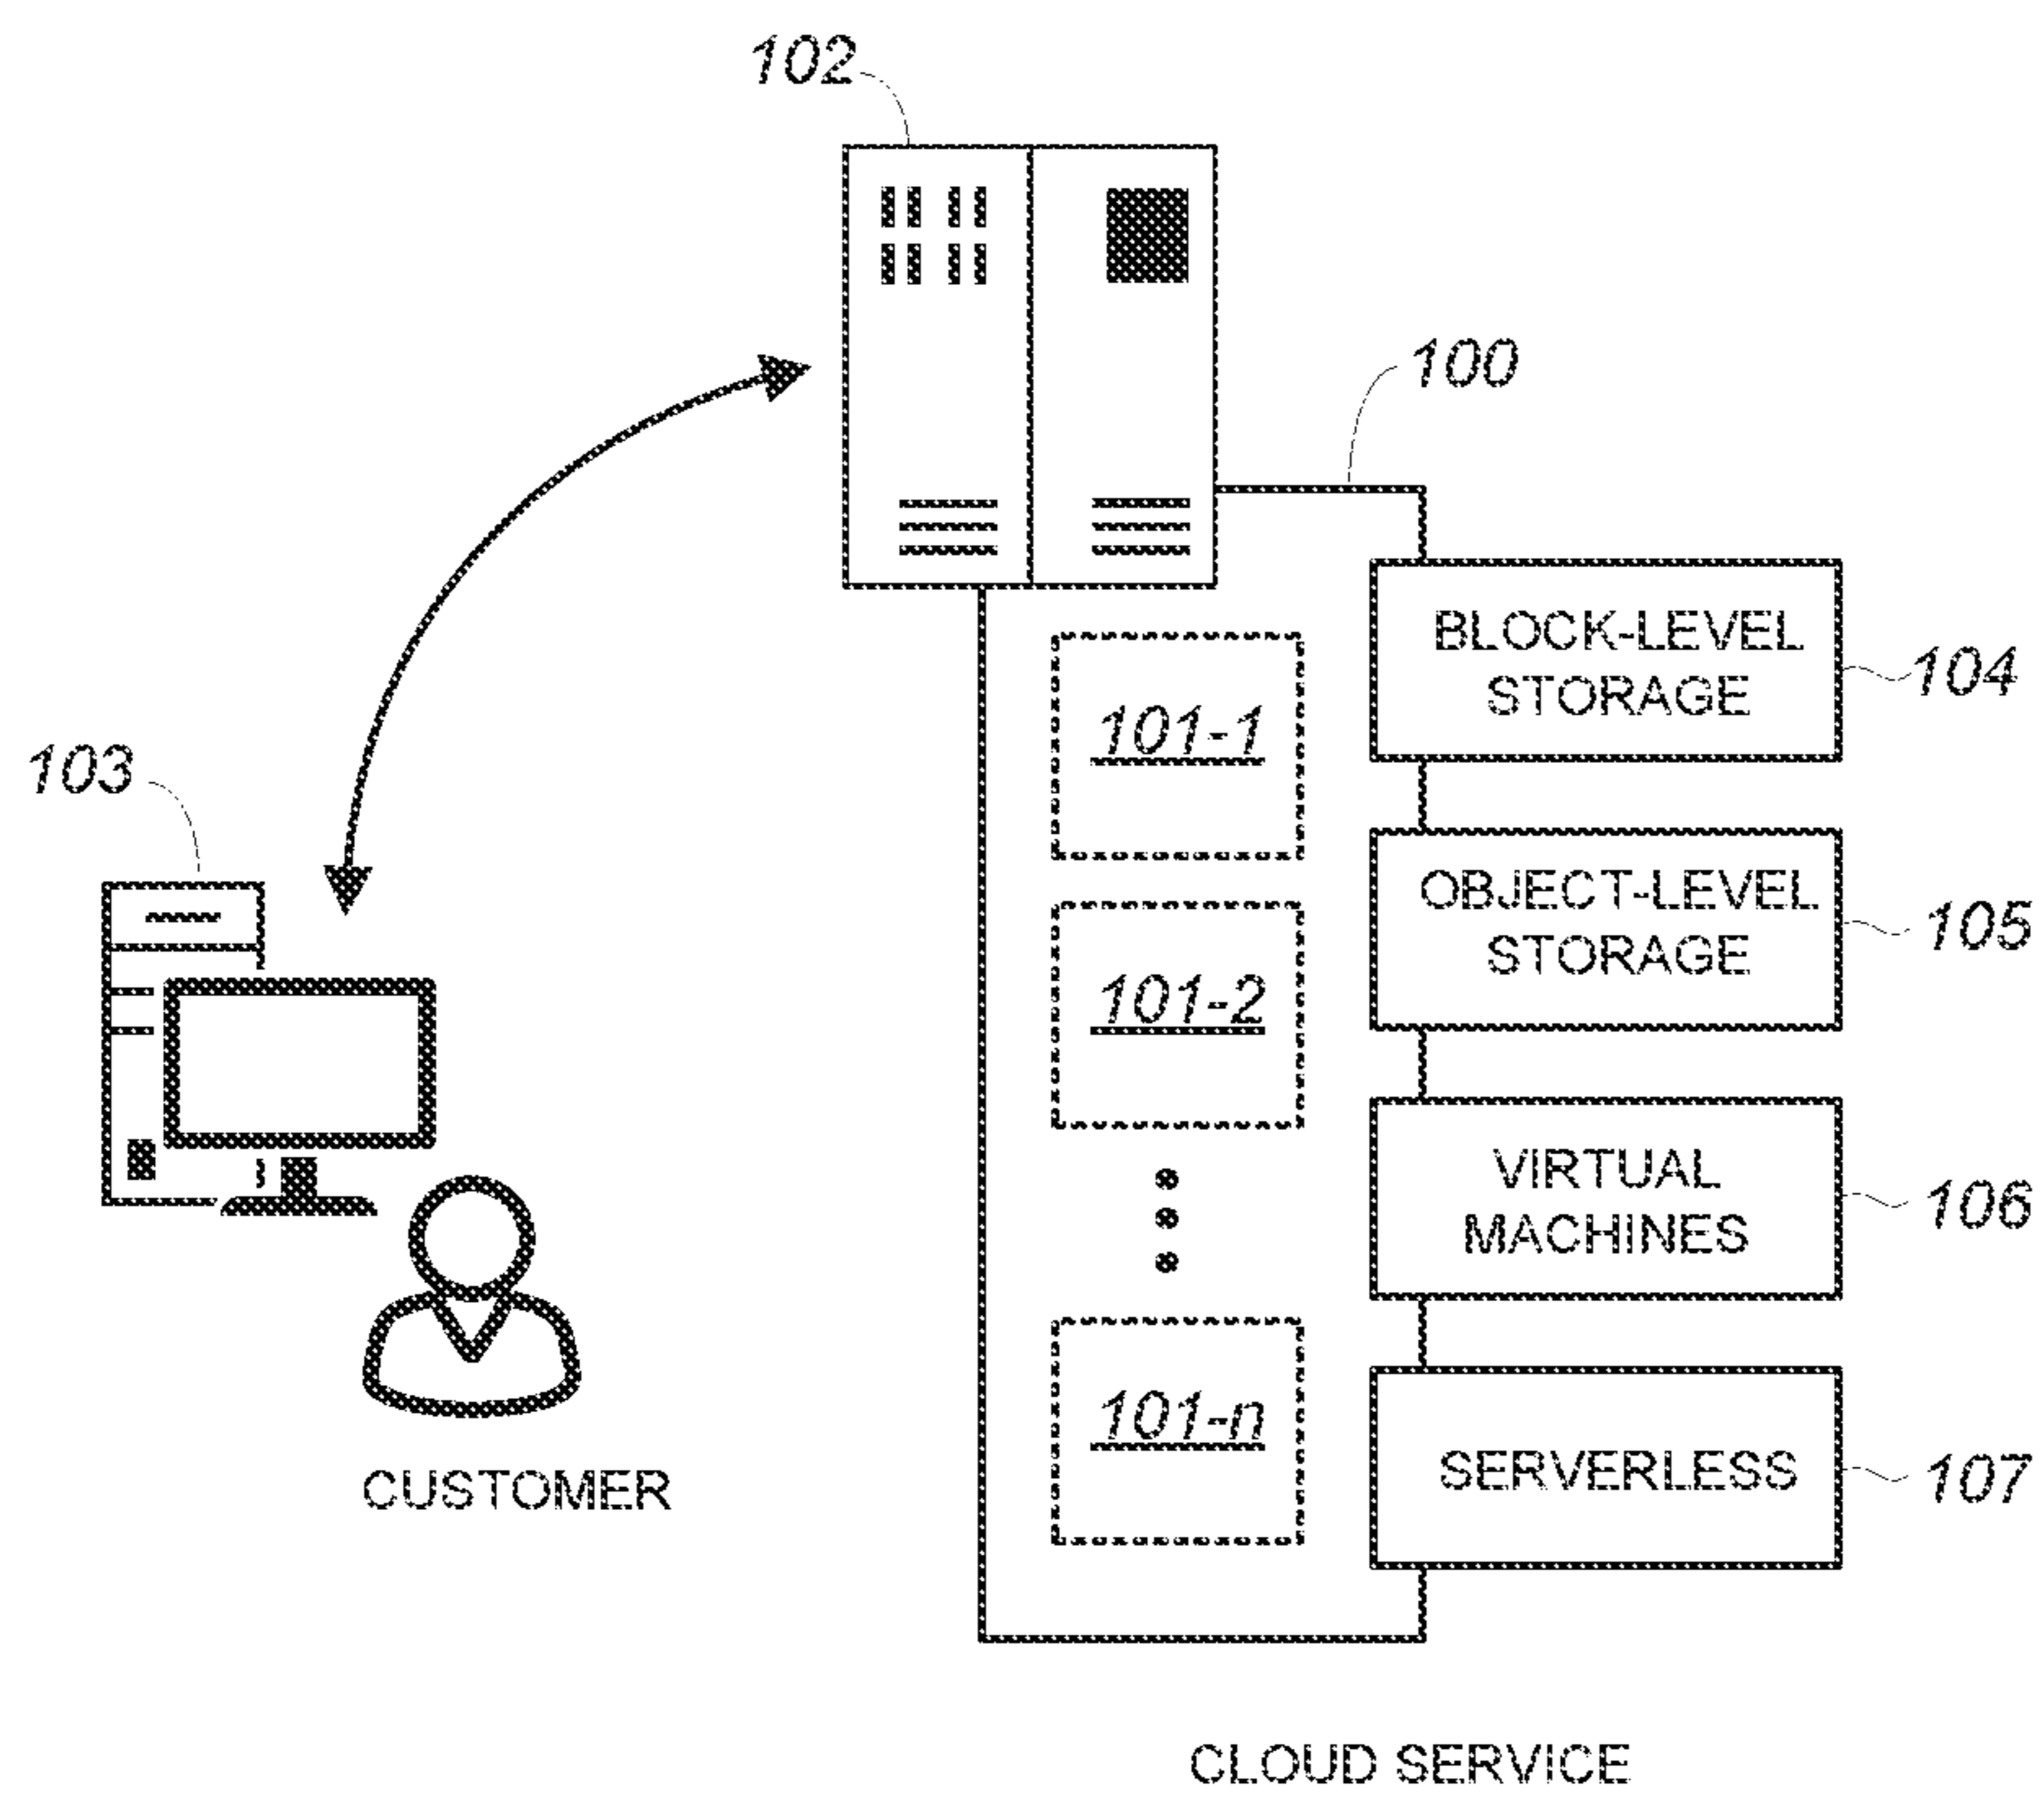 102
100
BLOCK-LEVEL
STORAGE
104
101-1
103
OBJECT-LEVEL
STORAGE
105
101-2
VIRTUAL
MACHINES
106
101-n
SERVERLESS
107
CUSTOMER
CLOUD SERVICE